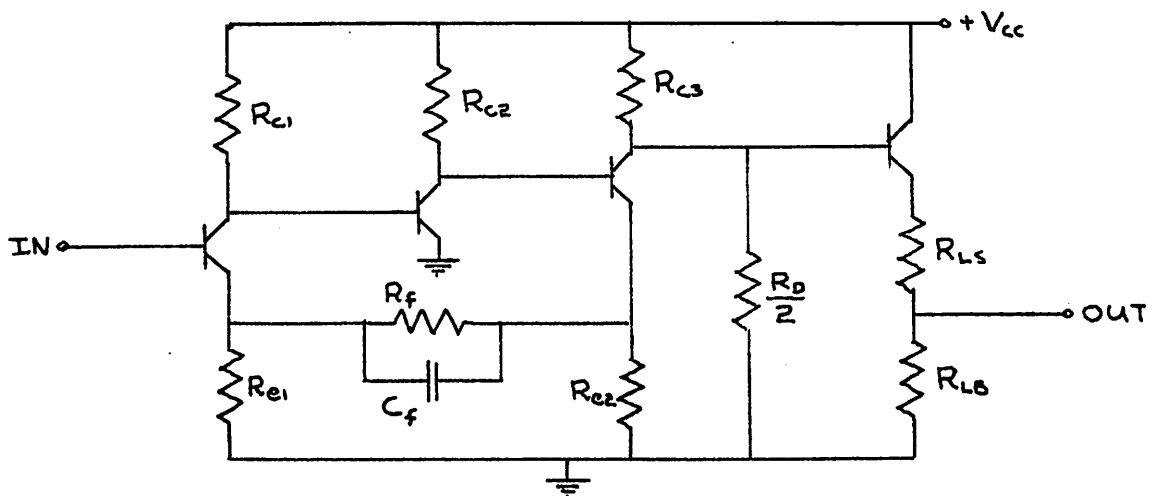 + Vcc
Rc1
Rc2
Rc3
IN
Rf
RD
2
RLS
OUT
Re1
Cf
Re2
RLB